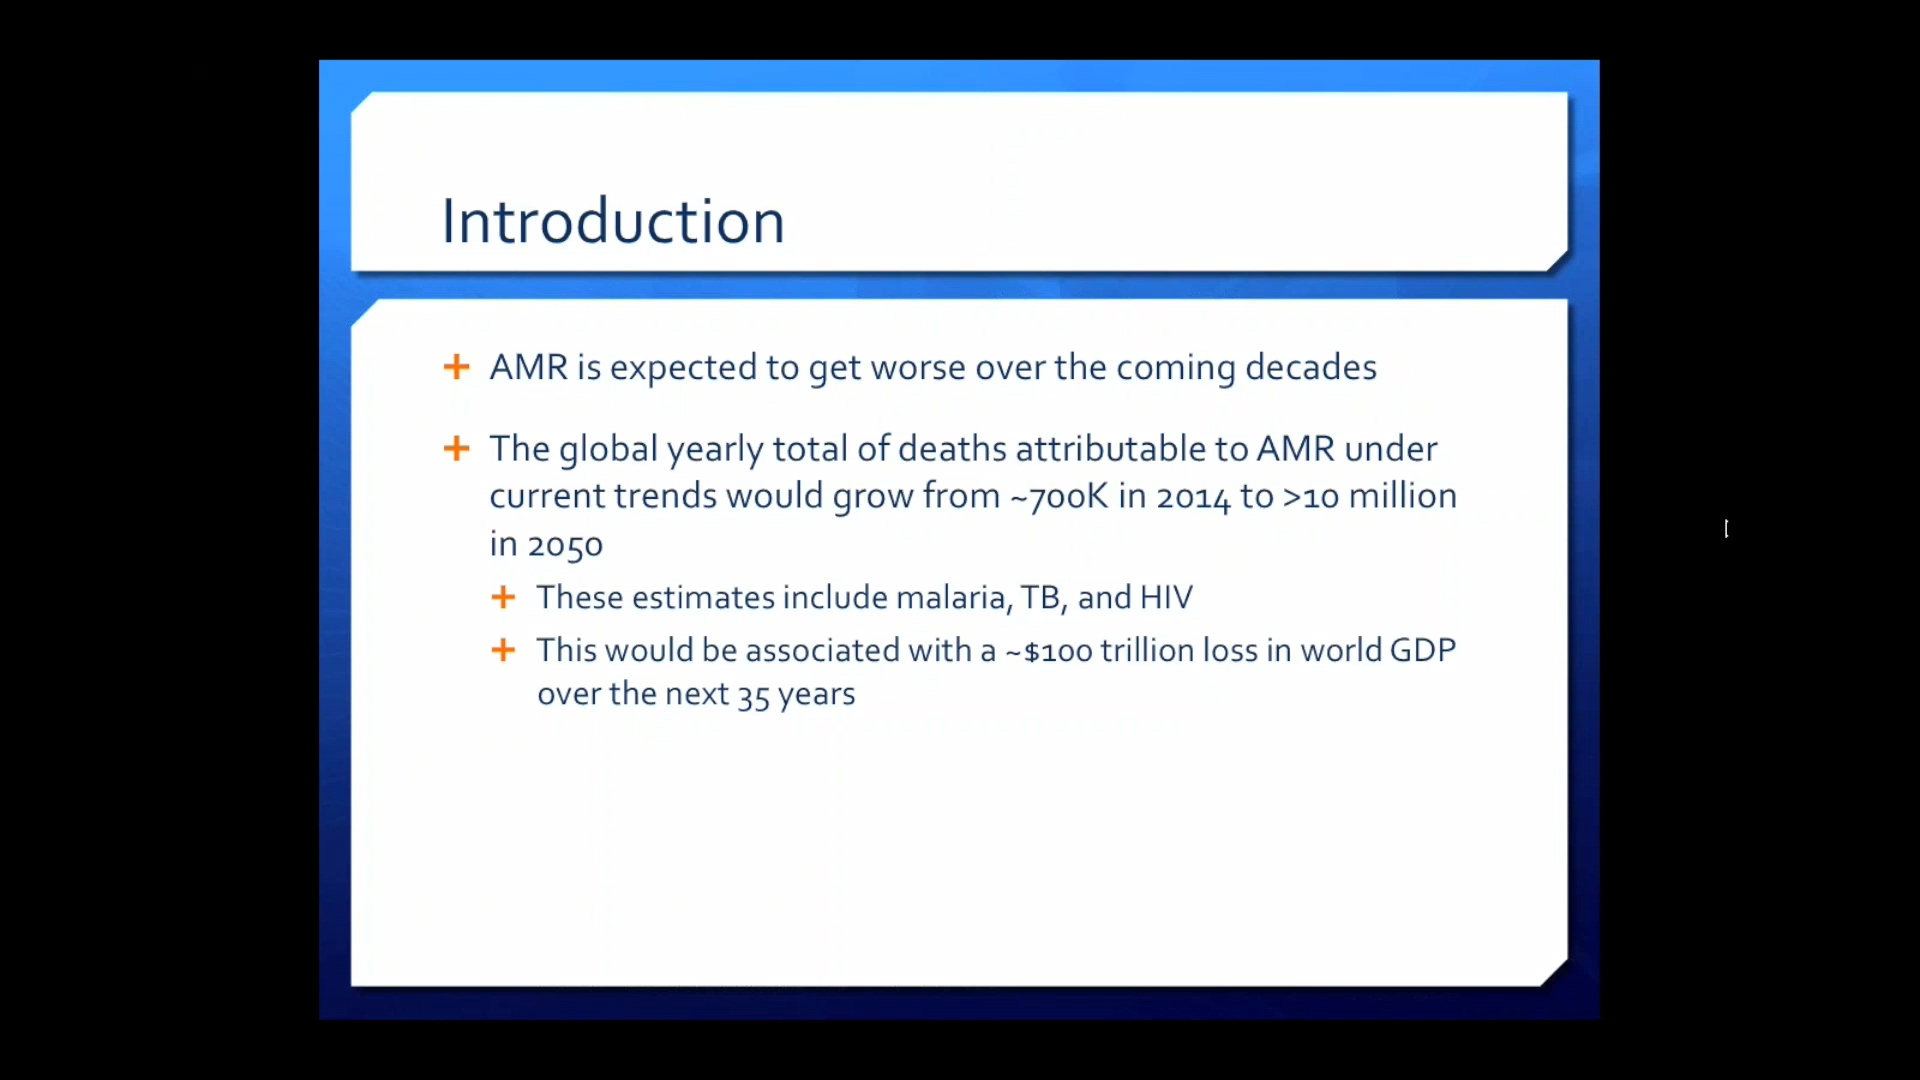 Introduction
AMR is expected to get worse over the coming decades
The global yearly total of deaths attributable to AMR under
current trends would grow from ~700K in 2014 to >10 million
in 2050
These estimates include malaria, TB, and HIV
This would be associated with a ~$100 trillion loss in world GDP
over the next 35 years